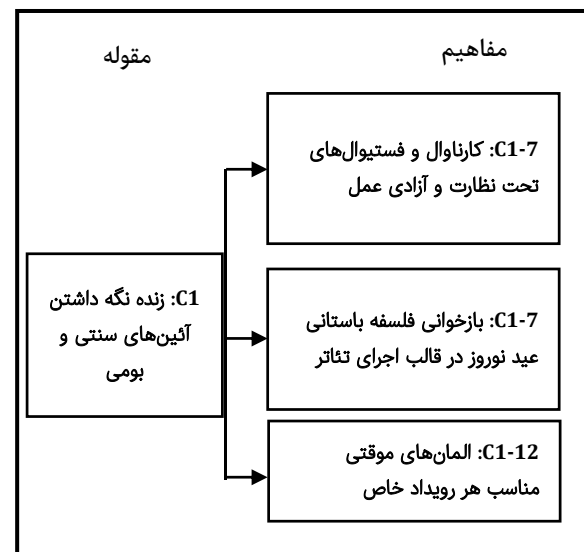 مفاهیم
مقوله
C1-7: کارناوال و فستیوال‌های
تحت نظارت و آزادی عمل
C1: زنده نگه داشتن
آئین‌های سنتی و
بومی
C1-7: بازخوانی فلسفه باستانی
عید نوروز در قالب اجرای تئاتر
C1-12: المان‌های موقتی
مناسب هر رویداد خاص